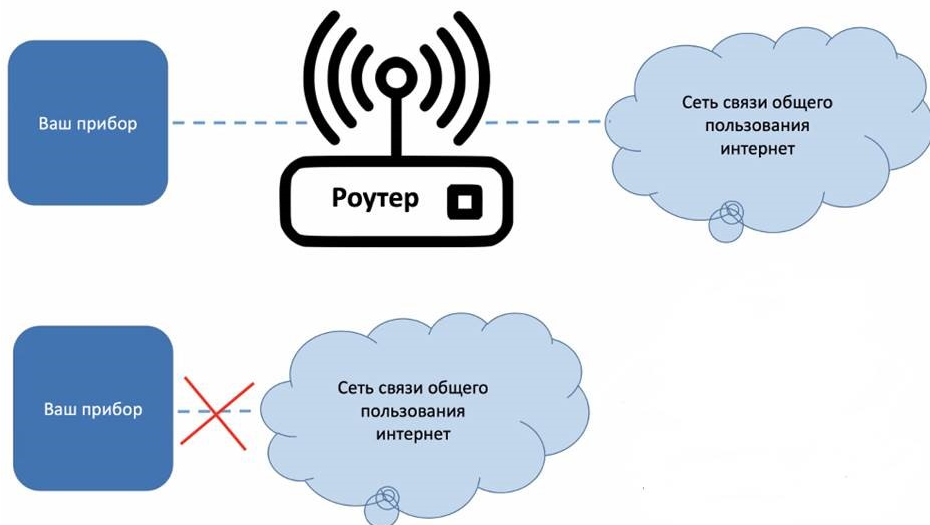 Ваш прибор
Роутер
Сеть связи общего
пользования
интернет
Ваш прибор
Сеть связи общего
пользования
интернет